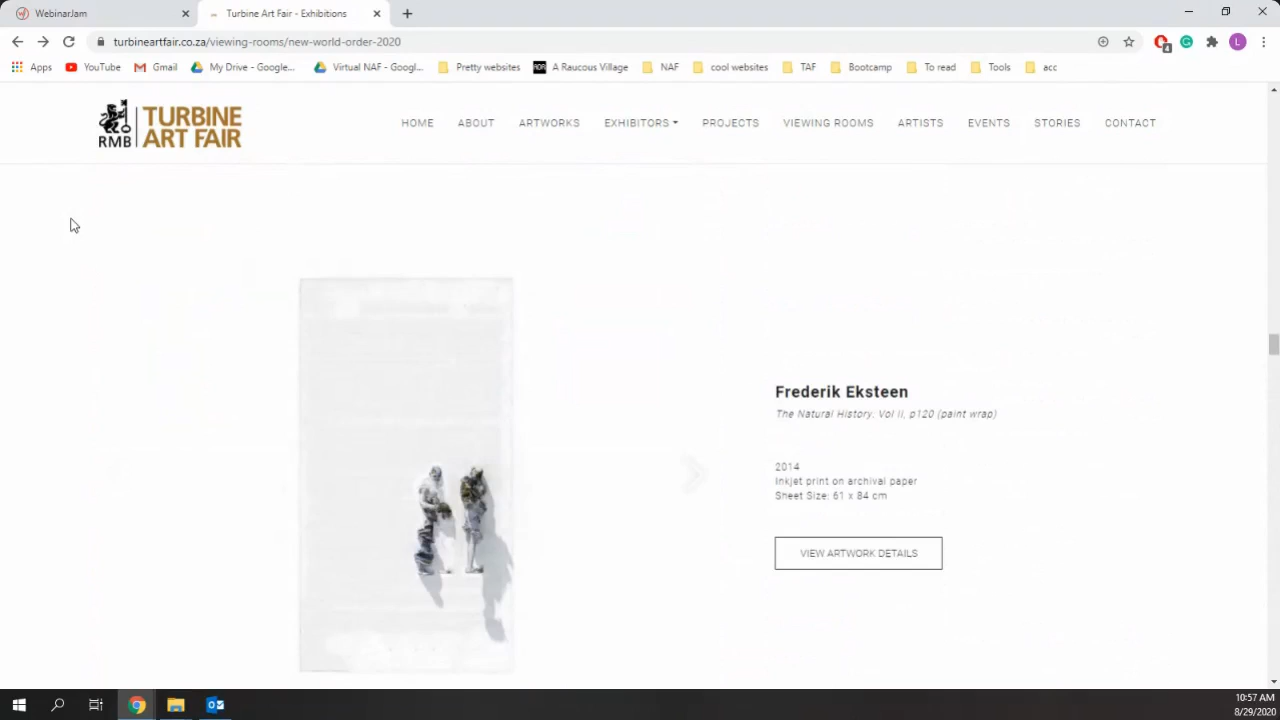 WebinarJam
Turbine Art Fair - Exhibitions
turbineartfair.co.za/viewing-rooms/new-world-order-2020
4
L
Apps
YouTube
Gmail
My Drive - Google...
Virtual NAF - Googl...
Pretty websites
A Raucous Village
NAF
cool websites
TAF
Bootcamp
To read
Tools
acc
RMB
TURBINE
ART FAIR
HOME
ABOUT
ARTWORKS
EXHIBITORS
PROJECTS
VIEWING ROOMS
ARTISTS
EVENTS
STORIES
CONTACT
Frederik Eksteen
The Natural History: Vol II, p120 (paint wrap)
2014
Inkjet print on archival paper
Sheet Size: 61 x 84 cm
VIEW ARTWORK DETAILS
10:57 AM
8/29/2020